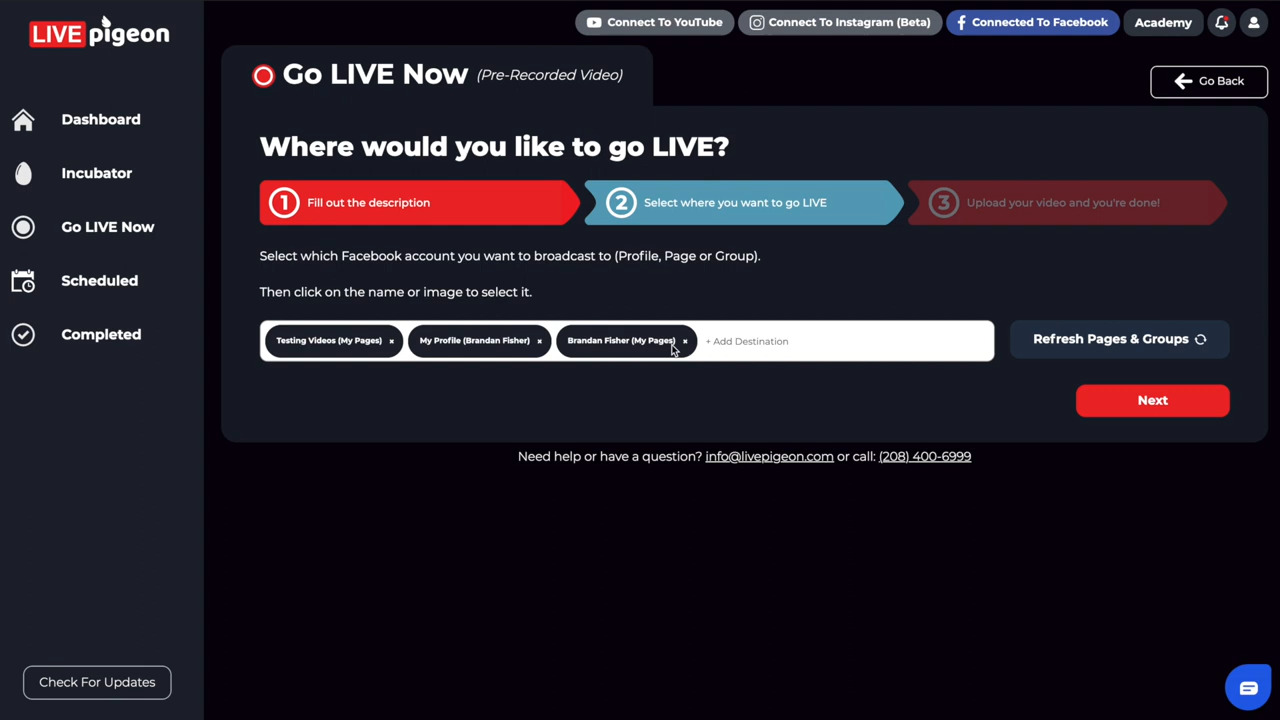 LIVE pigeon
Connect To YouTube
Connect To Instagram (Beta)
Connected To Facebook
Academy
Go LIVE Now (Pre-Recorded Video)
Go Back
Dashboard
Incubator
Go LIVE Now
Scheduled
Completed
Where would you like to go LIVE?
1 Fill out the description
2 Select where you want to go LIVE
3 Upload your video and you're done!
Select which Facebook account you want to broadcast to (Profile, Page or Group).
Then click on the name or image to select it.
Testing Videos (My Pages) ×
My Profile (Brandan Fisher) ×
Brandan Fisher (My Pages) ×
+ Add Destination
Refresh Pages & Groups
Next
Need help or have a question? info@livepigeon.com or call: (208) 400-6999
Check For Updates